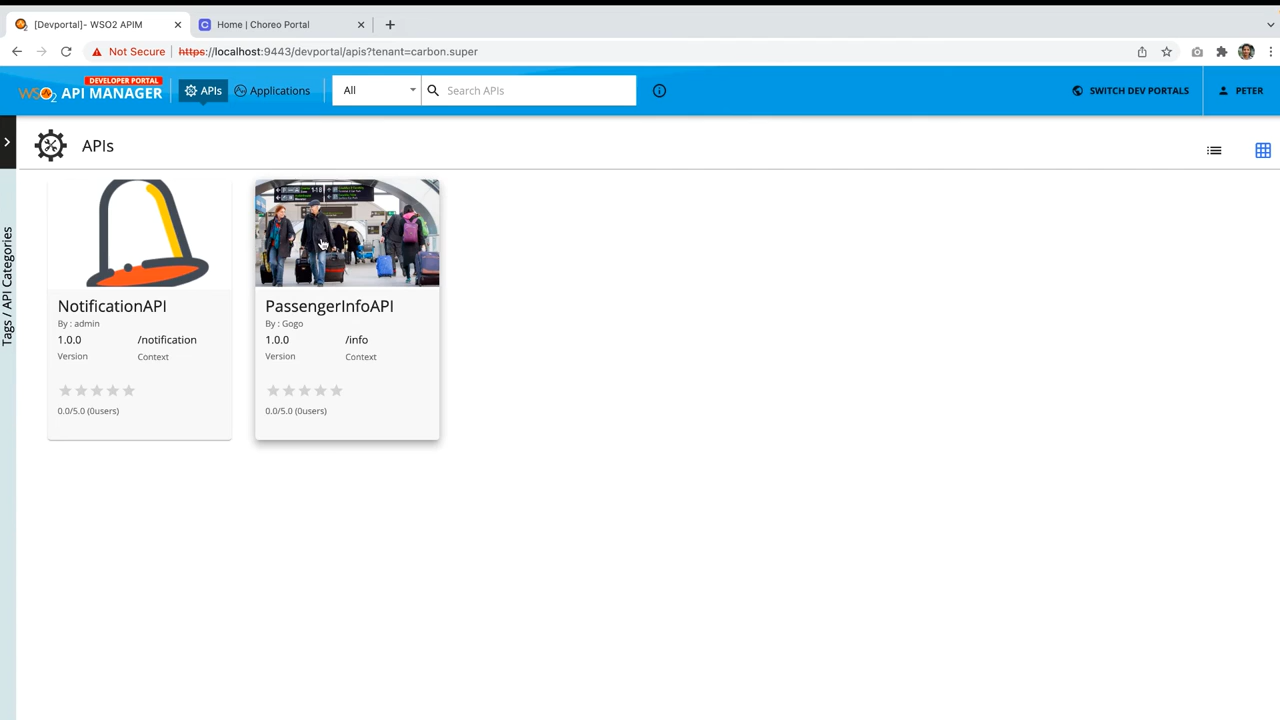 [Devportal]- WSO2 APIM
Home | Choreo Portal
Not Secure https://localhost:9443/devportal/apis?tenant=carbon.super
DEVELOPER PORTAL
WSO2 API MANAGER
APIs
Applications
All
Search APIs
SWITCH DEV PORTALS
PETER
APIs
Tags / API Categories
NotificationAPI
By : admin
1.0.0 /notification
Version Context
0.0/5.0 (0users)
PassengerInfoAPI
By : Gogo
1.0.0 /info
Version Context
0.0/5.0 (0users)